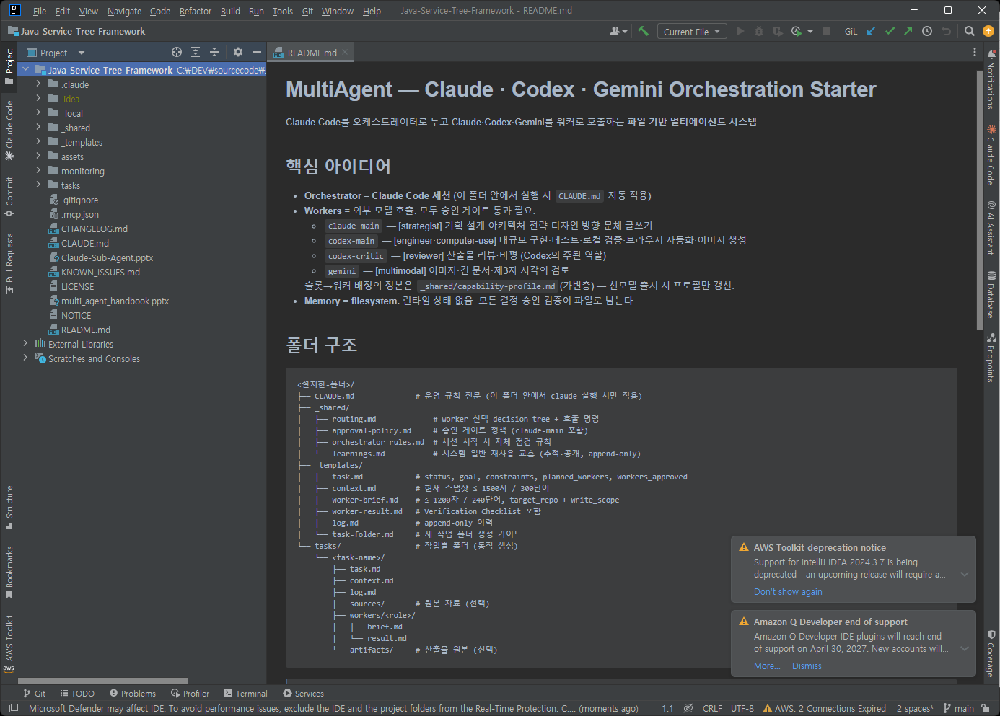 File Edit View Navigate Code Refactor Build Run Tools Git Window Help Java-Service-Tree-Framework - README.md
Java-Service-Tree-Framework
Current File
Git:
Project
README.md
Java-Service-Tree-Framework C:₩DEV₩sourcecode₩
.claude
.idea
_local
_shared
_templates
assets
monitoring
tasks
.gitignore
.mcp.json
CHANGELOG.md
CLAUDE.md
Claude-Sub-Agent.pptx
KNOWN_ISSUES.md
LICENSE
multi_agent_handbook.pptx
NOTICE
README.md
External Libraries
Scratches and Consoles
Project
Claude Code
Commit
Pull Requests
Structure
Bookmarks
AWS Toolkit
aws
MultiAgent — Claude · Codex · Gemini Orchestration Starter
Claude Code를 오케스트레이터로 두고 Claude·Codex·Gemini를 워커로 호출하는 파일 기반 멀티에이전트 시스템.
핵심 아이디어
• Orchestrator = Claude Code 세션 (이 폴더 안에서 실행 시 CLAUDE.md 자동 적용)
• Workers = 외부 모델 호출. 모두 승인 게이트 통과 필요.
○ claude-main — [strategist] 기획·설계·아키텍처·전략·디자인 방향·문체 글쓰기
○ codex-main — [engineer·computer-use] 대규모 구현·테스트·로컬 검증·브라우저 자동화·이미지 생성
○ codex-critic — [reviewer] 산출물 리뷰·비평 (Codex의 주된 역할)
○ gemini — [multimodal] 이미지·긴 문서·제3자 시각의 검토
슬롯→워커 배정의 정본은 _shared/capability-profile.md (가변층) — 신모델 출시 시 프로필만 갱신.
• Memory = filesystem. 런타임 상태 없음. 모든 결정·승인·검증이 파일로 남는다.
폴더 구조
<설치한-폴더>/
├── CLAUDE.md # 운영 규칙 전문 (이 폴더 안에서 claude 실행 시만 적용)
├── _shared/
│ ├── routing.md # worker 선택 decision tree + 호출 명령
│ ├── approval-policy.md # 승인 게이트 정책 (claude-main 포함)
│ ├── orchestrator-rules.md # 세션 시작 시 자체 점검 규칙
│ └── learnings.md # 시스템 일반 재사용 교훈 (추적·공개, append-only)
├── _templates/
│ ├── task.md # status, goal, constraints, planned_workers, workers_approved
│ ├── context.md # 현재 스냅샷 ≤ 1500자 / 300단어
│ ├── worker-brief.md # ≤ 1200자 / 240단어, target_repo + write_scope
│ ├── worker-result.md # Verification Checklist 포함
│ ├── log.md # append-only 이력
│ └── task-folder.md # 새 작업 폴더 생성 가이드
└── tasks/ # 작업별 폴더 (동적 생성)
└── <task-name>/
├── task.md
├── context.md
├── log.md
├── sources/ # 원본 자료 (선택)
├── workers/<role>/
│ ├── brief.md
│ └── result.md
└── artifacts/ # 산출물 원본 (선택)
AWS Toolkit deprecation notice
Support for IntelliJ IDEA 2024.3.7 is being
deprecated - an upcoming release will require a...
Don't show again
Amazon Q Developer end of support
Amazon Q Developer IDE plugins will reach end
of support on April 30, 2027. New accounts will...
More... Dismiss
Notifications
Claude Code
AI Assistant
Database
Endpoints
Coverage
Git TODO Problems Profiler Terminal Services
Microsoft Defender may affect IDE: To avoid performance issues, exclude the IDE and the project folders from the Real-Time Protection: C:... (moments ago) 1:1 CRLF UTF-8 AWS: 2 Connections Expired 2 spaces* main